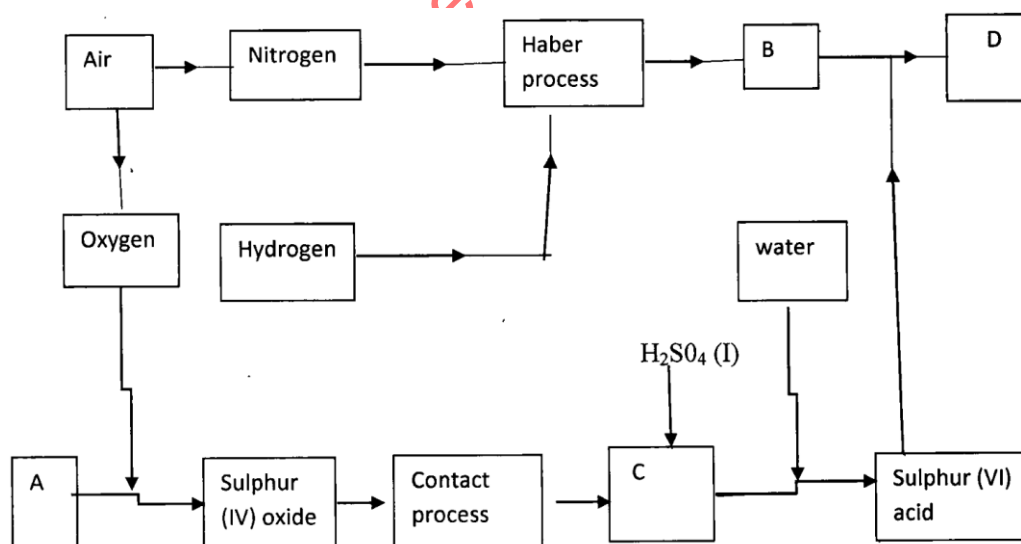 Air
Nitrogen
Haber
process
B
D
Oxygen
Hydrogen
water
H₂S0₄ (I)
A
Sulphur
(IV) oxide
Contact
process
C
Sulphur (VI)
acid